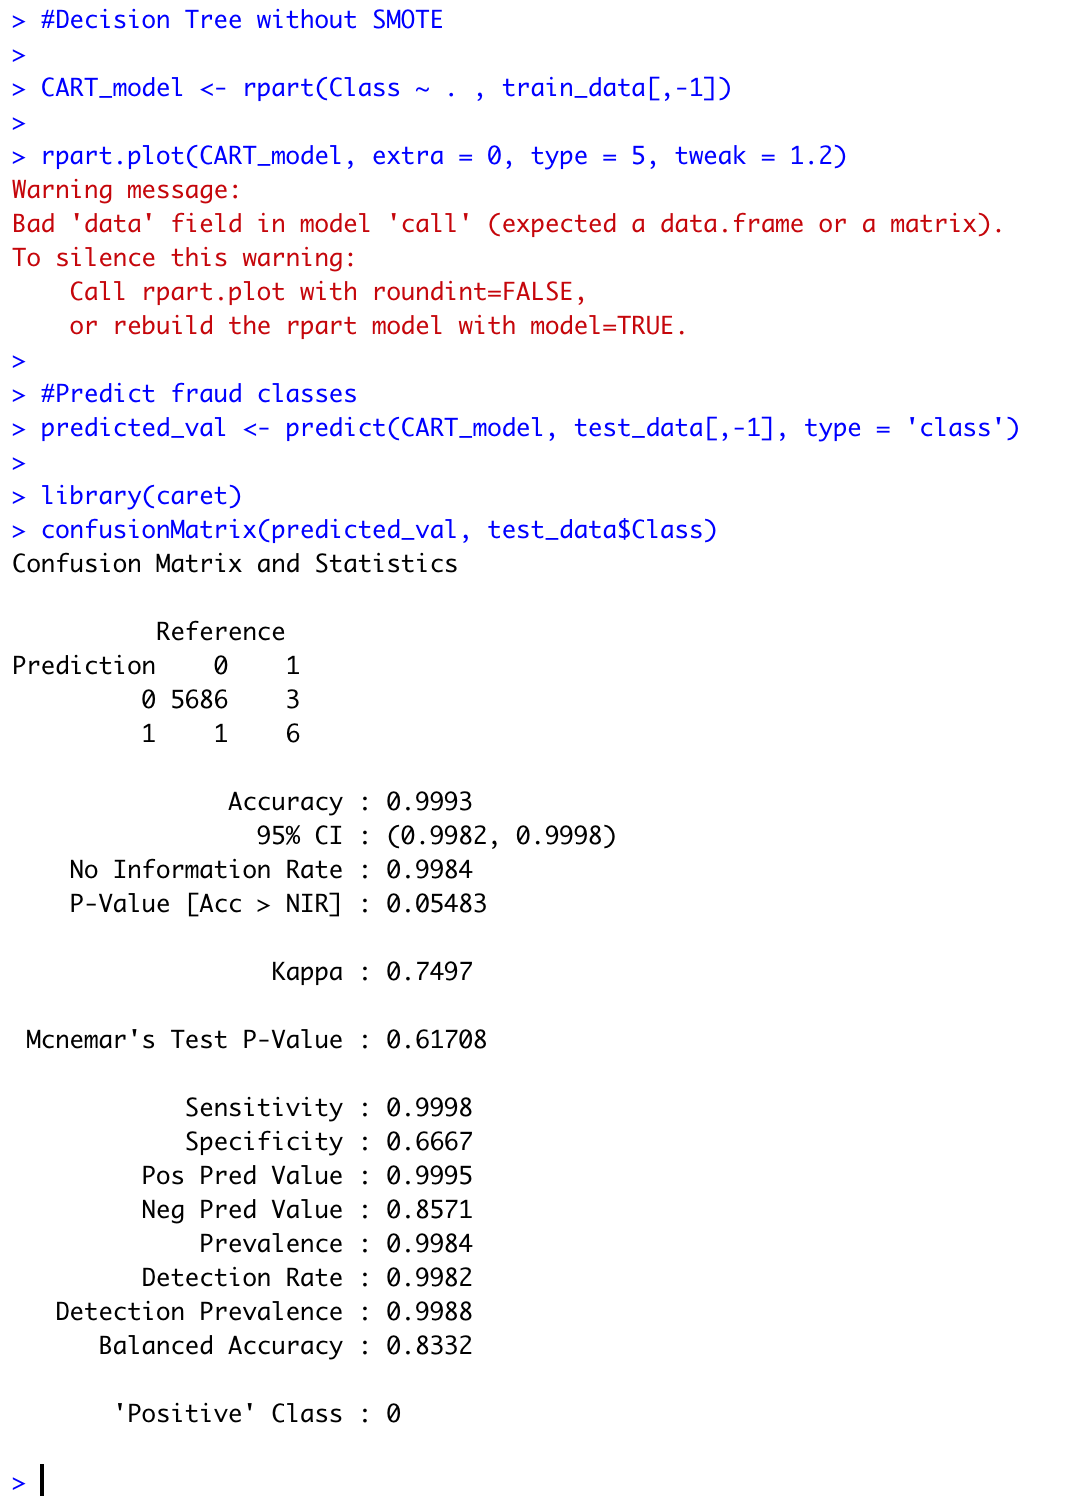 > #Decision Tree without SMOTE
>
> CART_model <- rpart(Class ~ . , train_data[,-1])
>
> rpart.plot(CART_model, extra = 0, type = 5, tweak = 1.2)
Warning message:
Bad 'data' field in model 'call' (expected a data.frame or a matrix).
To silence this warning:
    Call rpart.plot with roundint=FALSE,
    or rebuild the rpart model with model=TRUE.
>
> #Predict fraud classes
> predicted_val <- predict(CART_model, test_data[,-1], type = 'class')
>
> library(caret)
> confusionMatrix(predicted_val, test_data$Class)
Confusion Matrix and Statistics

          Reference
Prediction    0    1
         0 5686    3
         1    1    6

               Accuracy : 0.9993
                 95% CI : (0.9982, 0.9998)
    No Information Rate : 0.9984
    P-Value [Acc > NIR] : 0.05483

                  Kappa : 0.7497

 Mcnemar's Test P-Value : 0.61708

            Sensitivity : 0.9998
            Specificity : 0.6667
         Pos Pred Value : 0.9995
         Neg Pred Value : 0.8571
             Prevalence : 0.9984
         Detection Rate : 0.9982
   Detection Prevalence : 0.9988
      Balanced Accuracy : 0.8332

       'Positive' Class : 0

>